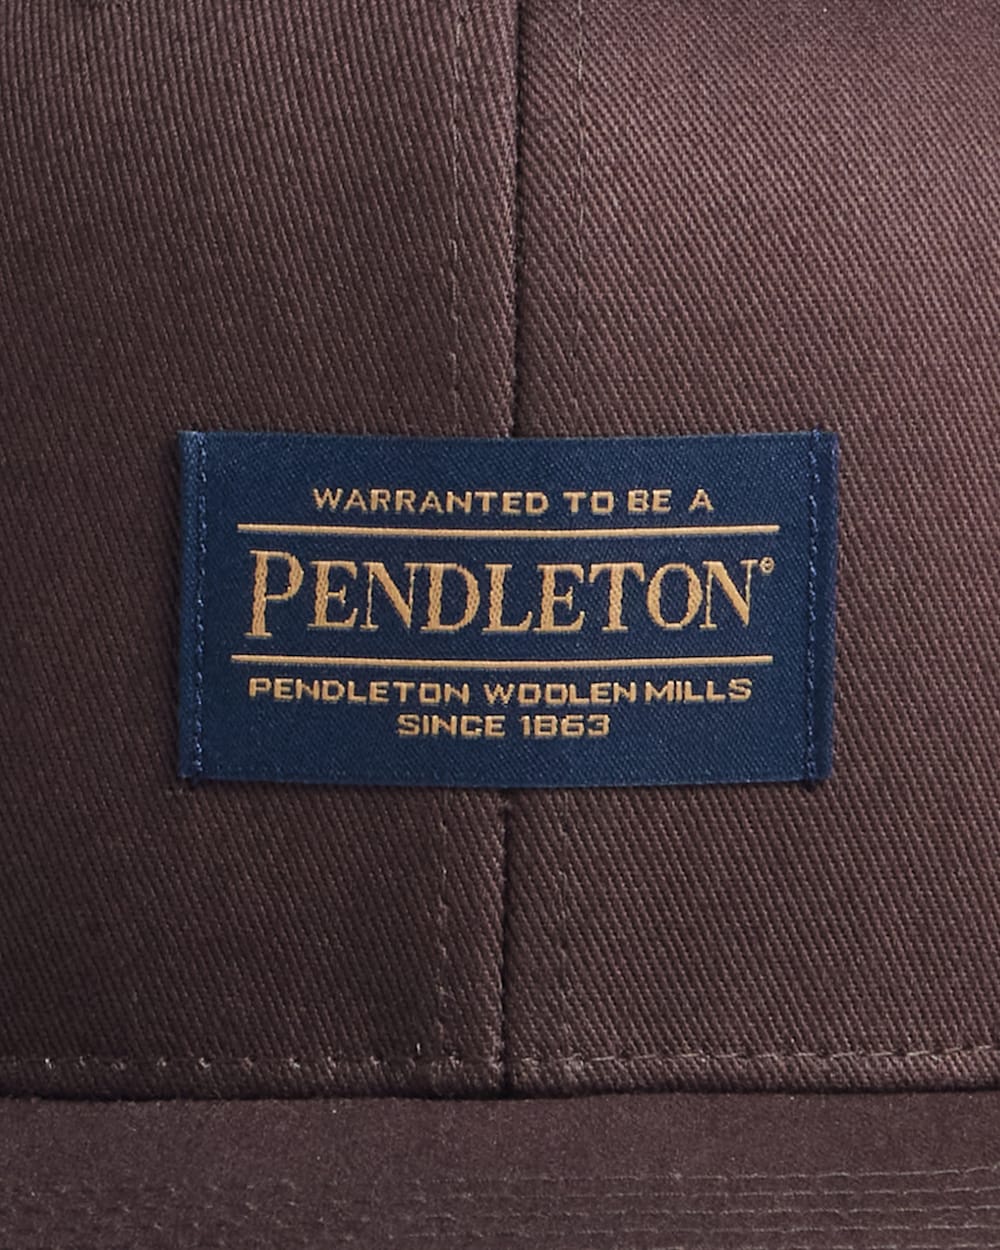 WARRANTED TO BE A
PENDLETON®
PENDLETON WOOLEN MILLS
SINCE 1863